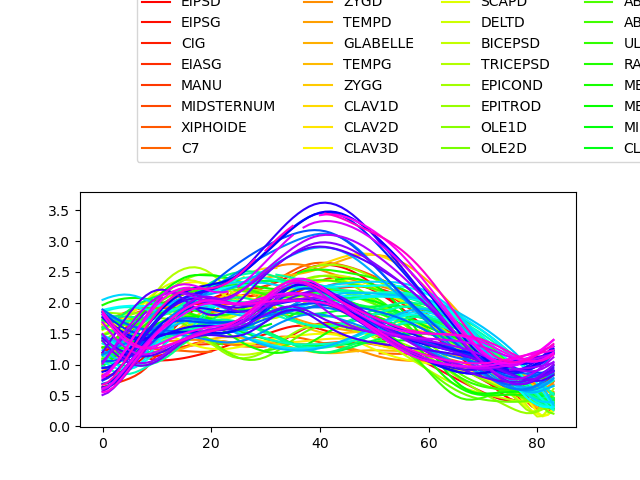 EIPSD ZYGD SCAPD
EIPSG TEMPD DELTD
CIG GLABELLE BICEPSD
EIASG TEMPG TRICEPSD
MANU ZYGG EPICOND
MIDSTERNUM CLAV1D EPITROD
XIPHOIDE CLAV2D OLE1D
C7 CLAV3D OLE2D
3.5
3.0
2.5
2.0
1.5
1.0
0.5
0.0
0 20 40 60 80